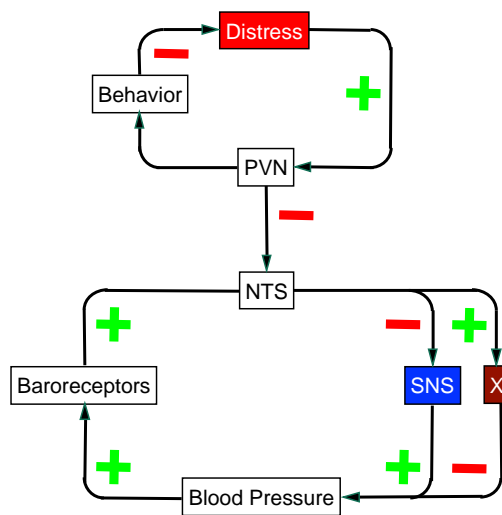 Distress
Behavior
PVN
NTS
Baroreceptors
SNS
X
Blood Pressure